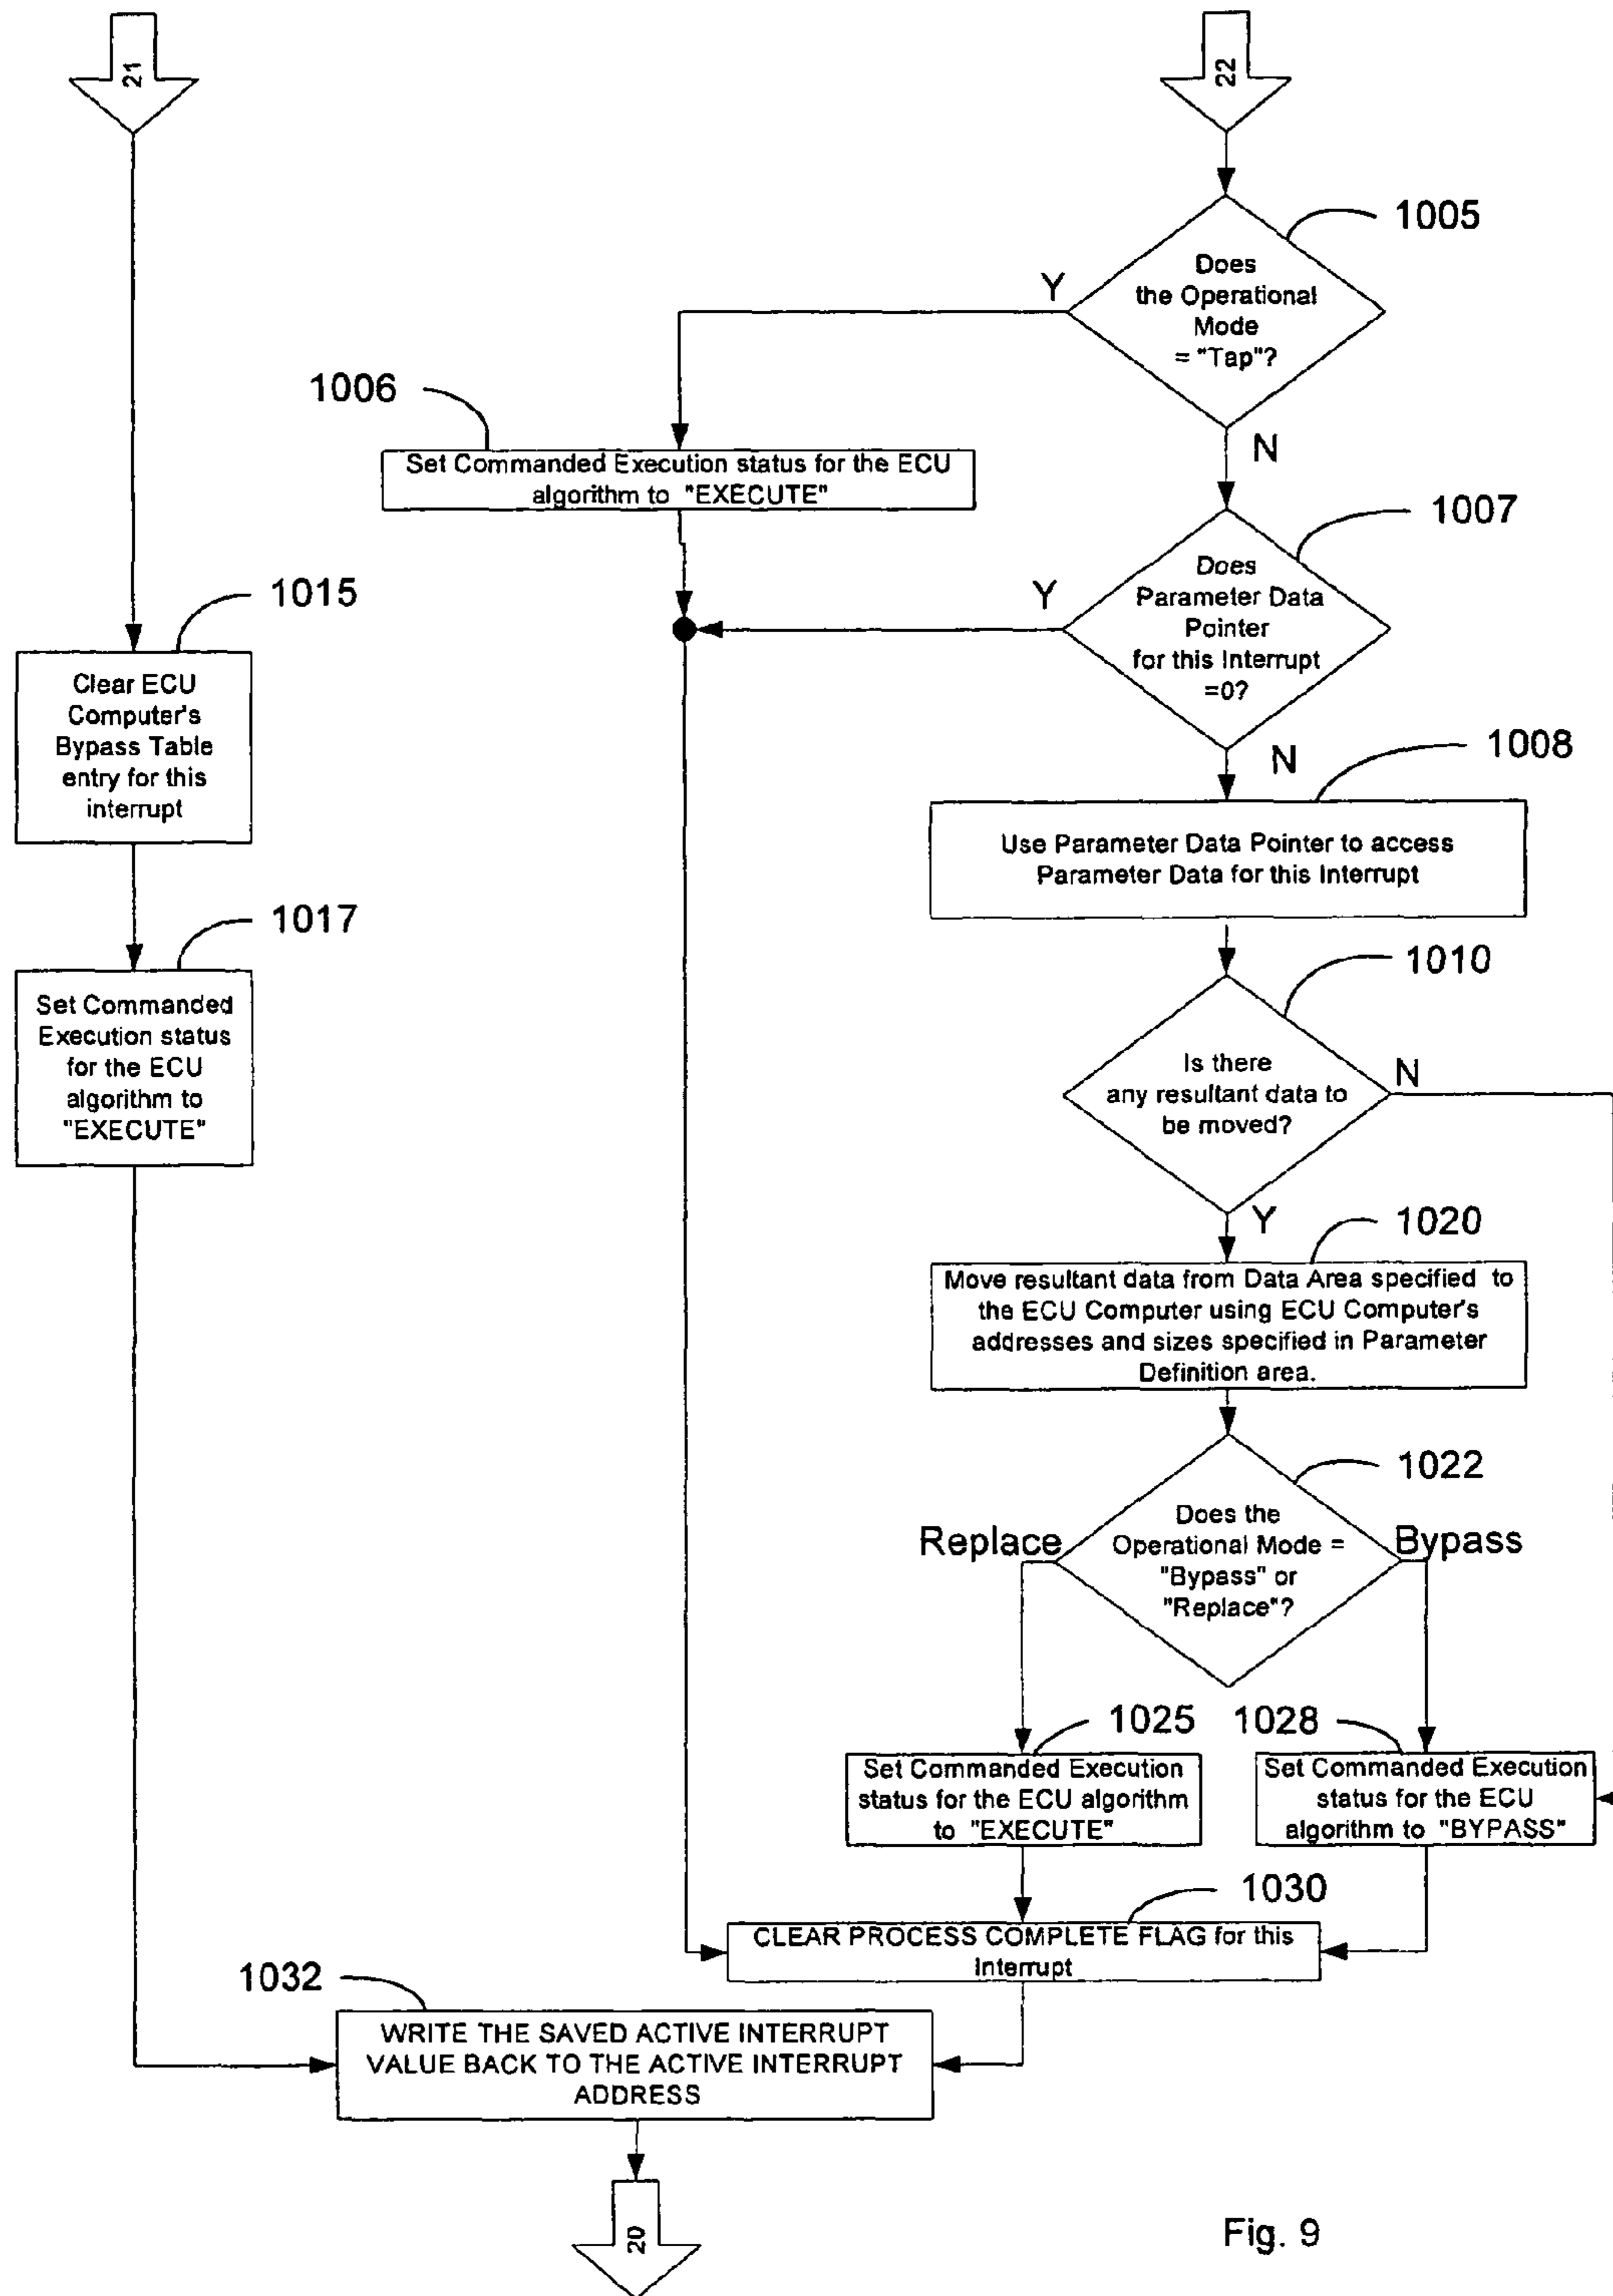 21
22
1005
Does
the Operational
Mode
= "Tap"?
Y
N
1006
Set Commanded Execution status for the ECU
algorithm to "EXECUTE"
1007
Does
Parameter Data
Pointer
for this Interrupt
=0?
Y
N
1015
Clear ECU
Computer's
Bypass Table
entry for this
interrupt
1008
Use Parameter Data Pointer to access
Parameter Data for this Interrupt
1017
Set Commanded
Execution status
for the ECU
algorithm to
"EXECUTE"
1010
Is there
any resultant data to
be moved?
N
Y
1020
Move resultant data from Data Area specified to
the ECU Computer using ECU Computer's
addresses and sizes specified in Parameter
Definition area.
1022
Does the
Operational Mode =
"Bypass" or
"Replace"?
Replace
Bypass
1025
Set Commanded Execution
status for the ECU algorithm
to "EXECUTE"
1028
Set Commanded Execution
status for the ECU
algorithm to "BYPASS"
1030
CLEAR PROCESS COMPLETE FLAG for this
Interrupt
1032
WRITE THE SAVED ACTIVE INTERRUPT
VALUE BACK TO THE ACTIVE INTERRUPT
ADDRESS
20
Fig. 9